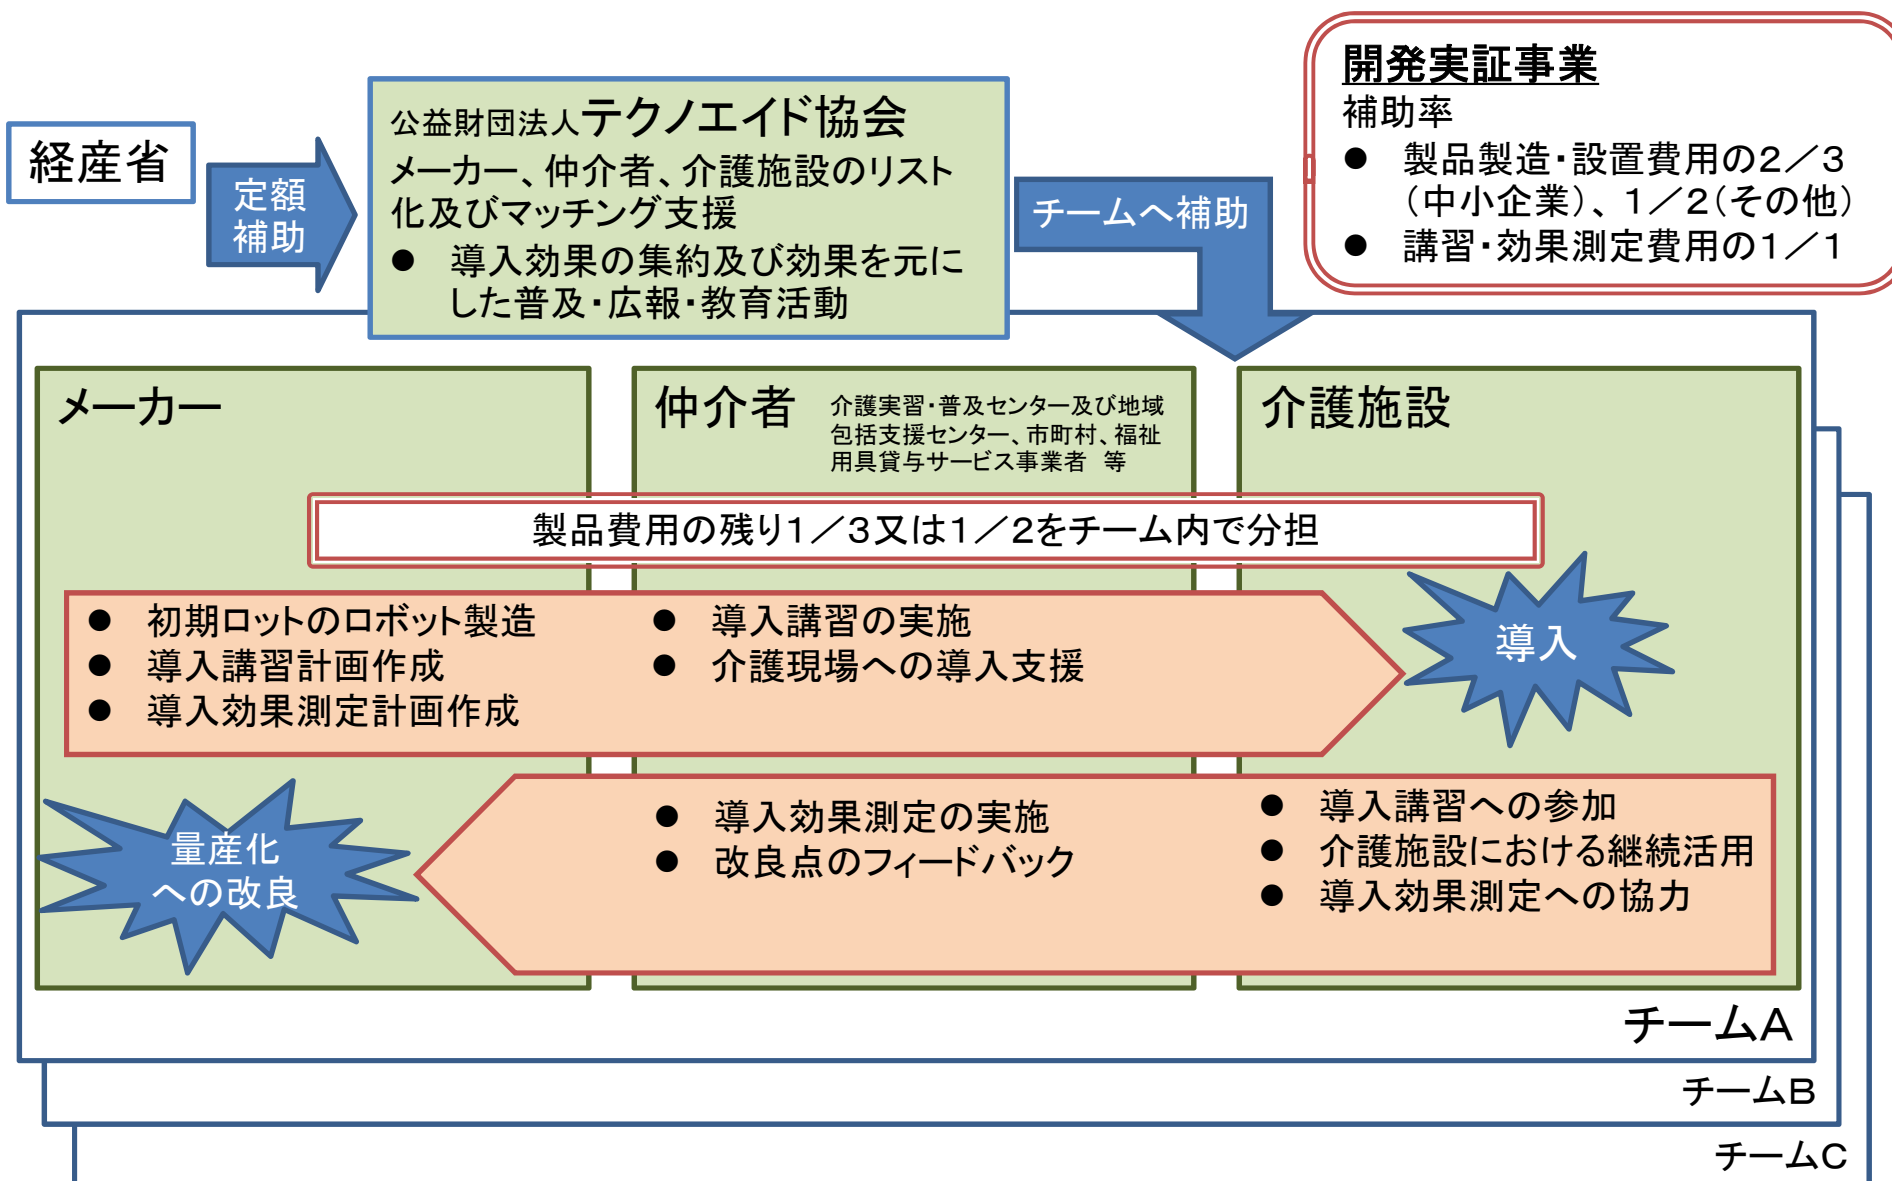 経産省
定額
補助
公益財団法人テクノエイド協会
メーカー、仲介者、介護施設のリスト
化及びマッチング支援
● 導入効果の集約及び効果を元に
した普及・広報・教育活動
チームへ補助
開発実証事業
補助率
● 製品製造・設置費用の2／3
（中小企業）、1／2（その他）
● 講習・効果測定費用の1／1
メーカー
仲介者
介護実習・普及センター及び地域
包括支援センター、市町村、福祉
用具貸与サービス事業者 等
介護施設
製品費用の残り1／3又は1／2をチーム内で分担
● 初期ロットのロボット製造
● 導入講習計画作成
● 導入効果測定計画作成
● 導入講習の実施
● 介護現場への導入支援
導入
量産化
への改良
● 導入効果測定の実施
● 改良点のフィードバック
● 導入講習への参加
● 介護施設における継続活用
● 導入効果測定への協力
チームA
チームB
チームC